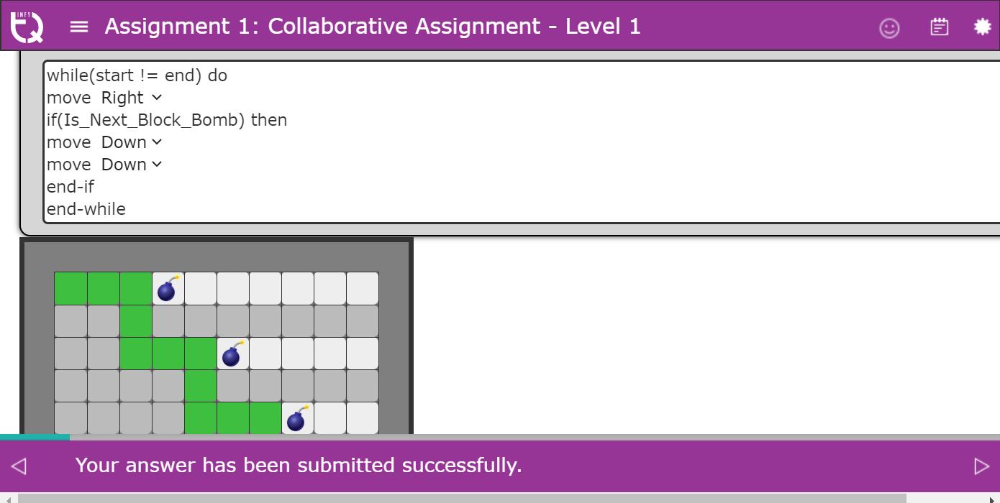 INFY
Assignment 1: Collaborative Assignment - Level 1
while(start != end) do
move Right
if(Is_Next_Block_Bomb) then
move Down
move Down
end-if
end-while
Your answer has been submitted successfully.